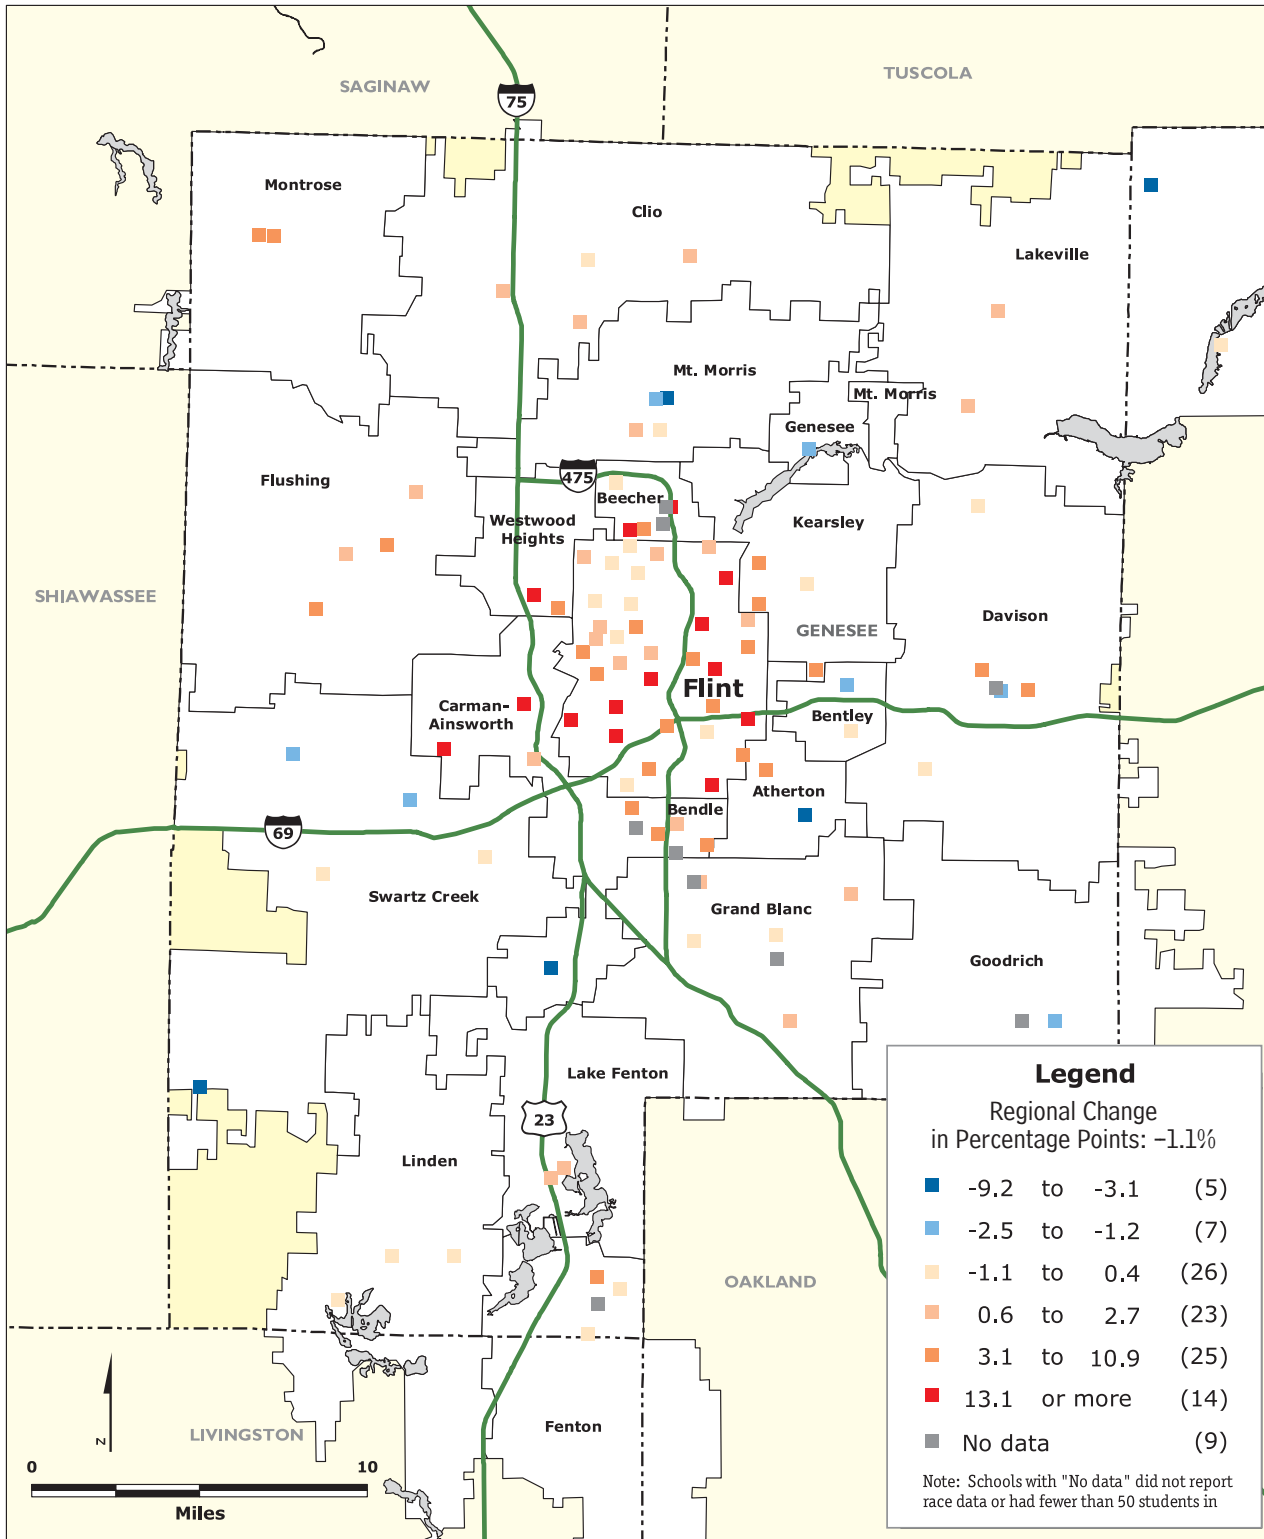 SAGINAW
TUSCOLA
75
Montrose
Clio
Lakeville
Mt. Morris
Mt. Morris
Genesee
Flushing
475
Beecher
Westwood
Heights
Kearsley
SHIAWASSEE
Davison
GENESEE
Flint
Carman-
Ainsworth
Bentley
Atherton
Bendle
69
Swartz Creek
Grand Blanc
Goodrich
Lake Fenton
23
Linden
OAKLAND
LIVINGSTON
Fenton
N
0 10
Miles
Legend
Regional Change
in Percentage Points: –1.1%
-9.2 to -3.1 (5)
-2.5 to -1.2 (7)
-1.1 to 0.4 (26)
0.6 to 2.7 (23)
3.1 to 10.9 (25)
13.1 or more (14)
No data (9)
Note: Schools with "No data" did not report
race data or had fewer than 50 students in